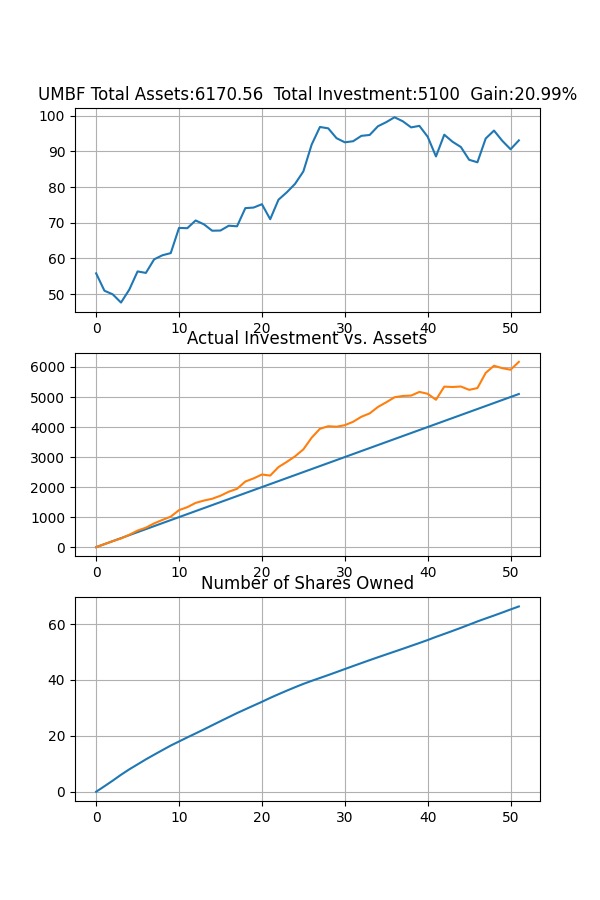 UMBF Total Assets:6170.56  Total Investment:5100  Gain:20.99%
100
90
80
70
60
50
0 10 20 30 40 50
Actual Investment vs. Assets
6000
5000
4000
3000
2000
1000
0
0 10 20 30 40 50
Number of Shares Owned
60
40
20
0
0 10 20 30 40 50